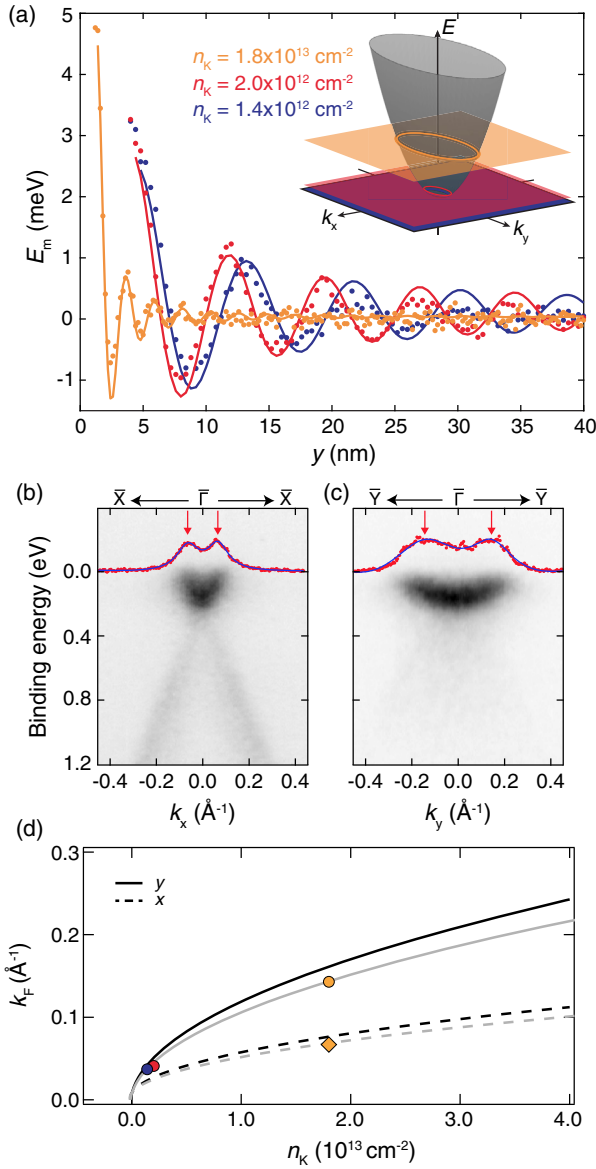 (a)
5
4
3
2
1
0
-1
E_m (meV)
n_K = 1.8x10^13 cm^-2
n_K = 2.0x10^12 cm^-2
n_K = 1.4x10^12 cm^-2
E
k_x
k_y
0 5 10 15 20 25 30 35 40
y (nm)
(b)
X̄ Γ̄ X̄
(c)
Ȳ Γ̄ Ȳ
Binding energy (eV)
0.0
0.4
0.8
1.2
-0.4 -0.2 0.0 0.2 0.4
k_x (Å^-1)
-0.4 -0.2 0.0 0.2 0.4
k_y (Å^-1)
(d)
0.3
0.2
0.1
0.0
k_F (Å^-1)
y
x
0.0 1.0 2.0 3.0 4.0
n_K (10^13 cm^-2)